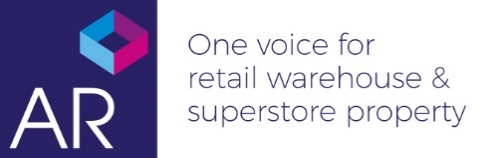 AR
One voice for
retail warehouse &
superstore property